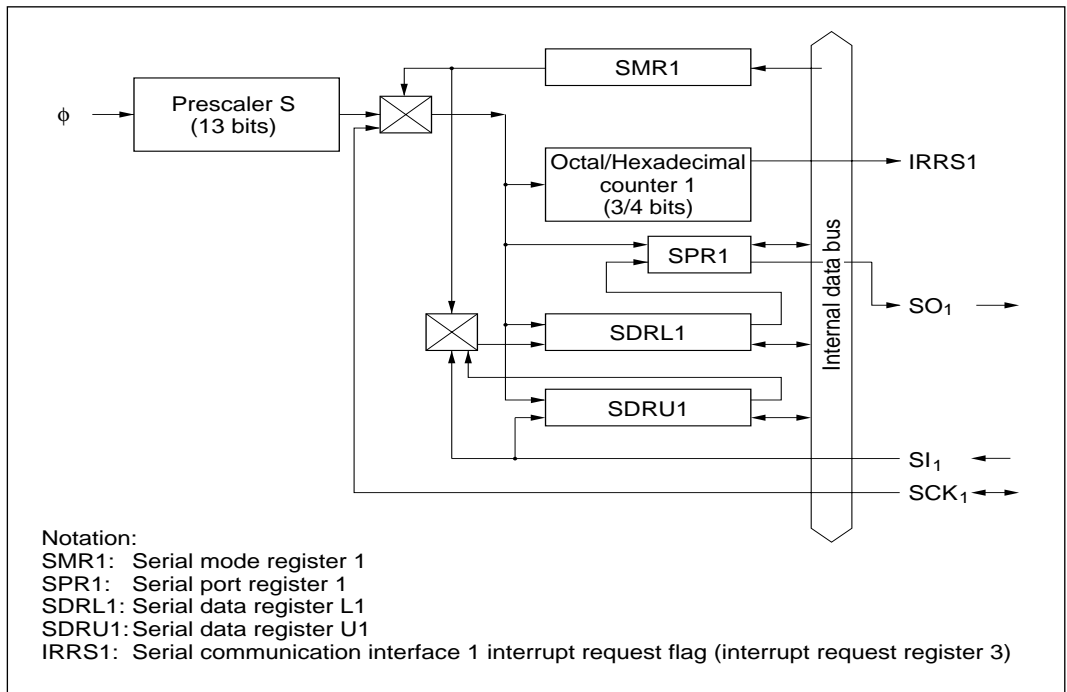 SMR1
Prescaler S
(13 bits)
ϕ
Octal/Hexadecimal
counter 1
(3/4 bits)
IRRS1
SPR1
Internal data bus
SO1
SDRL1
SDRU1
SI1
SCK1
Notation:
SMR1: Serial mode register 1
SPR1: Serial port register 1
SDRL1: Serial data register L1
SDRU1: Serial data register U1
IRRS1: Serial communication interface 1 interrupt request flag (interrupt request register 3)